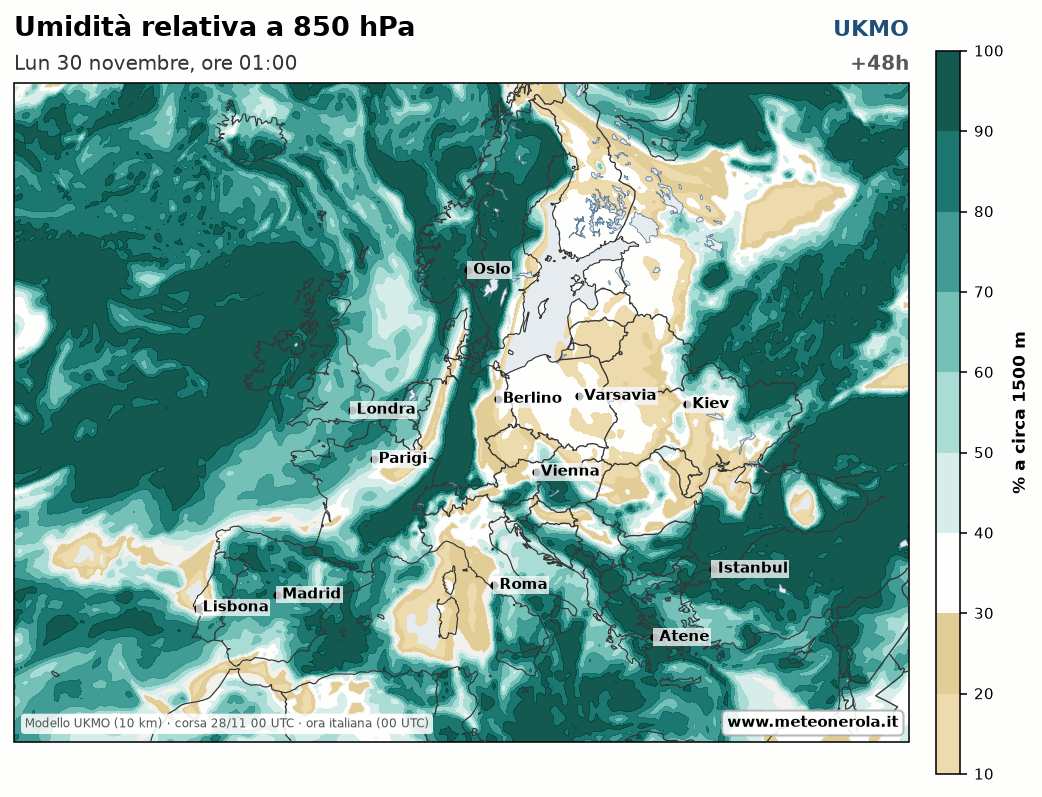 Umidità relativa a 850 hPa
UKMO
Lun 30 novembre, ore 01:00
+48h
Oslo
Londra
Berlino
Varsavia
Kiev
Parigi
Vienna
Istanbul
Roma
Madrid
Lisbona
Atene
Modello UKMO (10 km) · corsa 28/11 00 UTC · ora italiana (00 UTC)
www.meteonerola.it
100
90
80
70
60
50
40
30
20
10
% a circa 1500 m